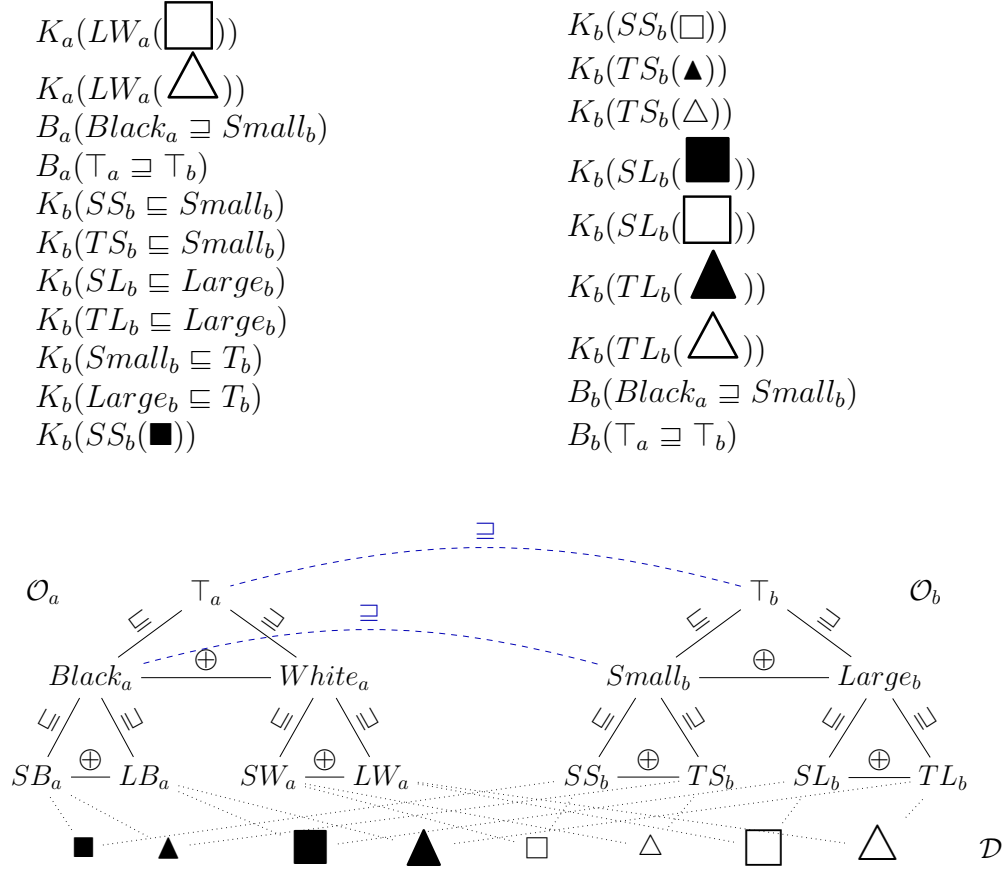 K_a(LW_a(□))
K_a(LW_a(△))
B_a(Black_a ⊒ Small_b)
B_a(⊤_a ⊒ ⊤_b)
K_b(SS_b ⊑ Small_b)
K_b(TS_b ⊑ Small_b)
K_b(SL_b ⊑ Large_b)
K_b(TL_b ⊑ Large_b)
K_b(Small_b ⊑ T_b)
K_b(Large_b ⊑ T_b)
K_b(SS_b(■))
K_b(SS_b(□))
K_b(TS_b(▲))
K_b(TS_b(△))
K_b(SL_b(■))
K_b(SL_b(□))
K_b(TL_b(▲))
K_b(TL_b(△))
B_b(Black_a ⊒ Small_b)
B_b(⊤_a ⊒ ⊤_b)
⊒
O_a ⊤_a ⊤_b O_b
⊑ ⊑ ⊒ ⊑ ⊑
Black_a ⊕ White_a Small_b ⊕ Large_b
⊑ ⊑ ⊑ ⊑ ⊑ ⊑ ⊑ ⊑
SB_a ⊕ LB_a SW_a ⊕ LW_a SS_b ⊕ TS_b SL_b ⊕ TL_b
D